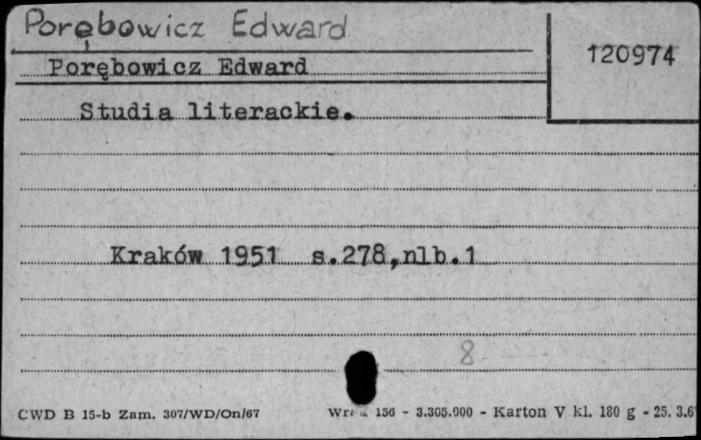 Porębowicz Edward
120974
Porębowicz Edward
Studia literackie.
Kraków 1951 s.278,nlb.1
8
CWD B 15-b Zam. 307/WD/On/67 156 - 3.305.000 - Karton V kl. 180 g - 25. 3.6